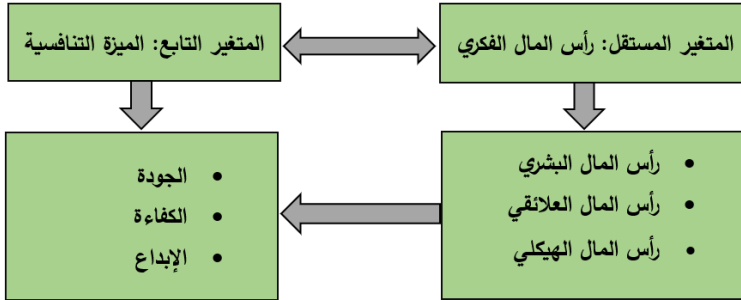 المتغير المستقل: رأس المال الفكري
المتغير التابع: الميزة التنافسية
• رأس المال البشري
• رأس المال العلائقي
• رأس المال الهيكلي
• الجودة
• الكفاءة
• الإبداع